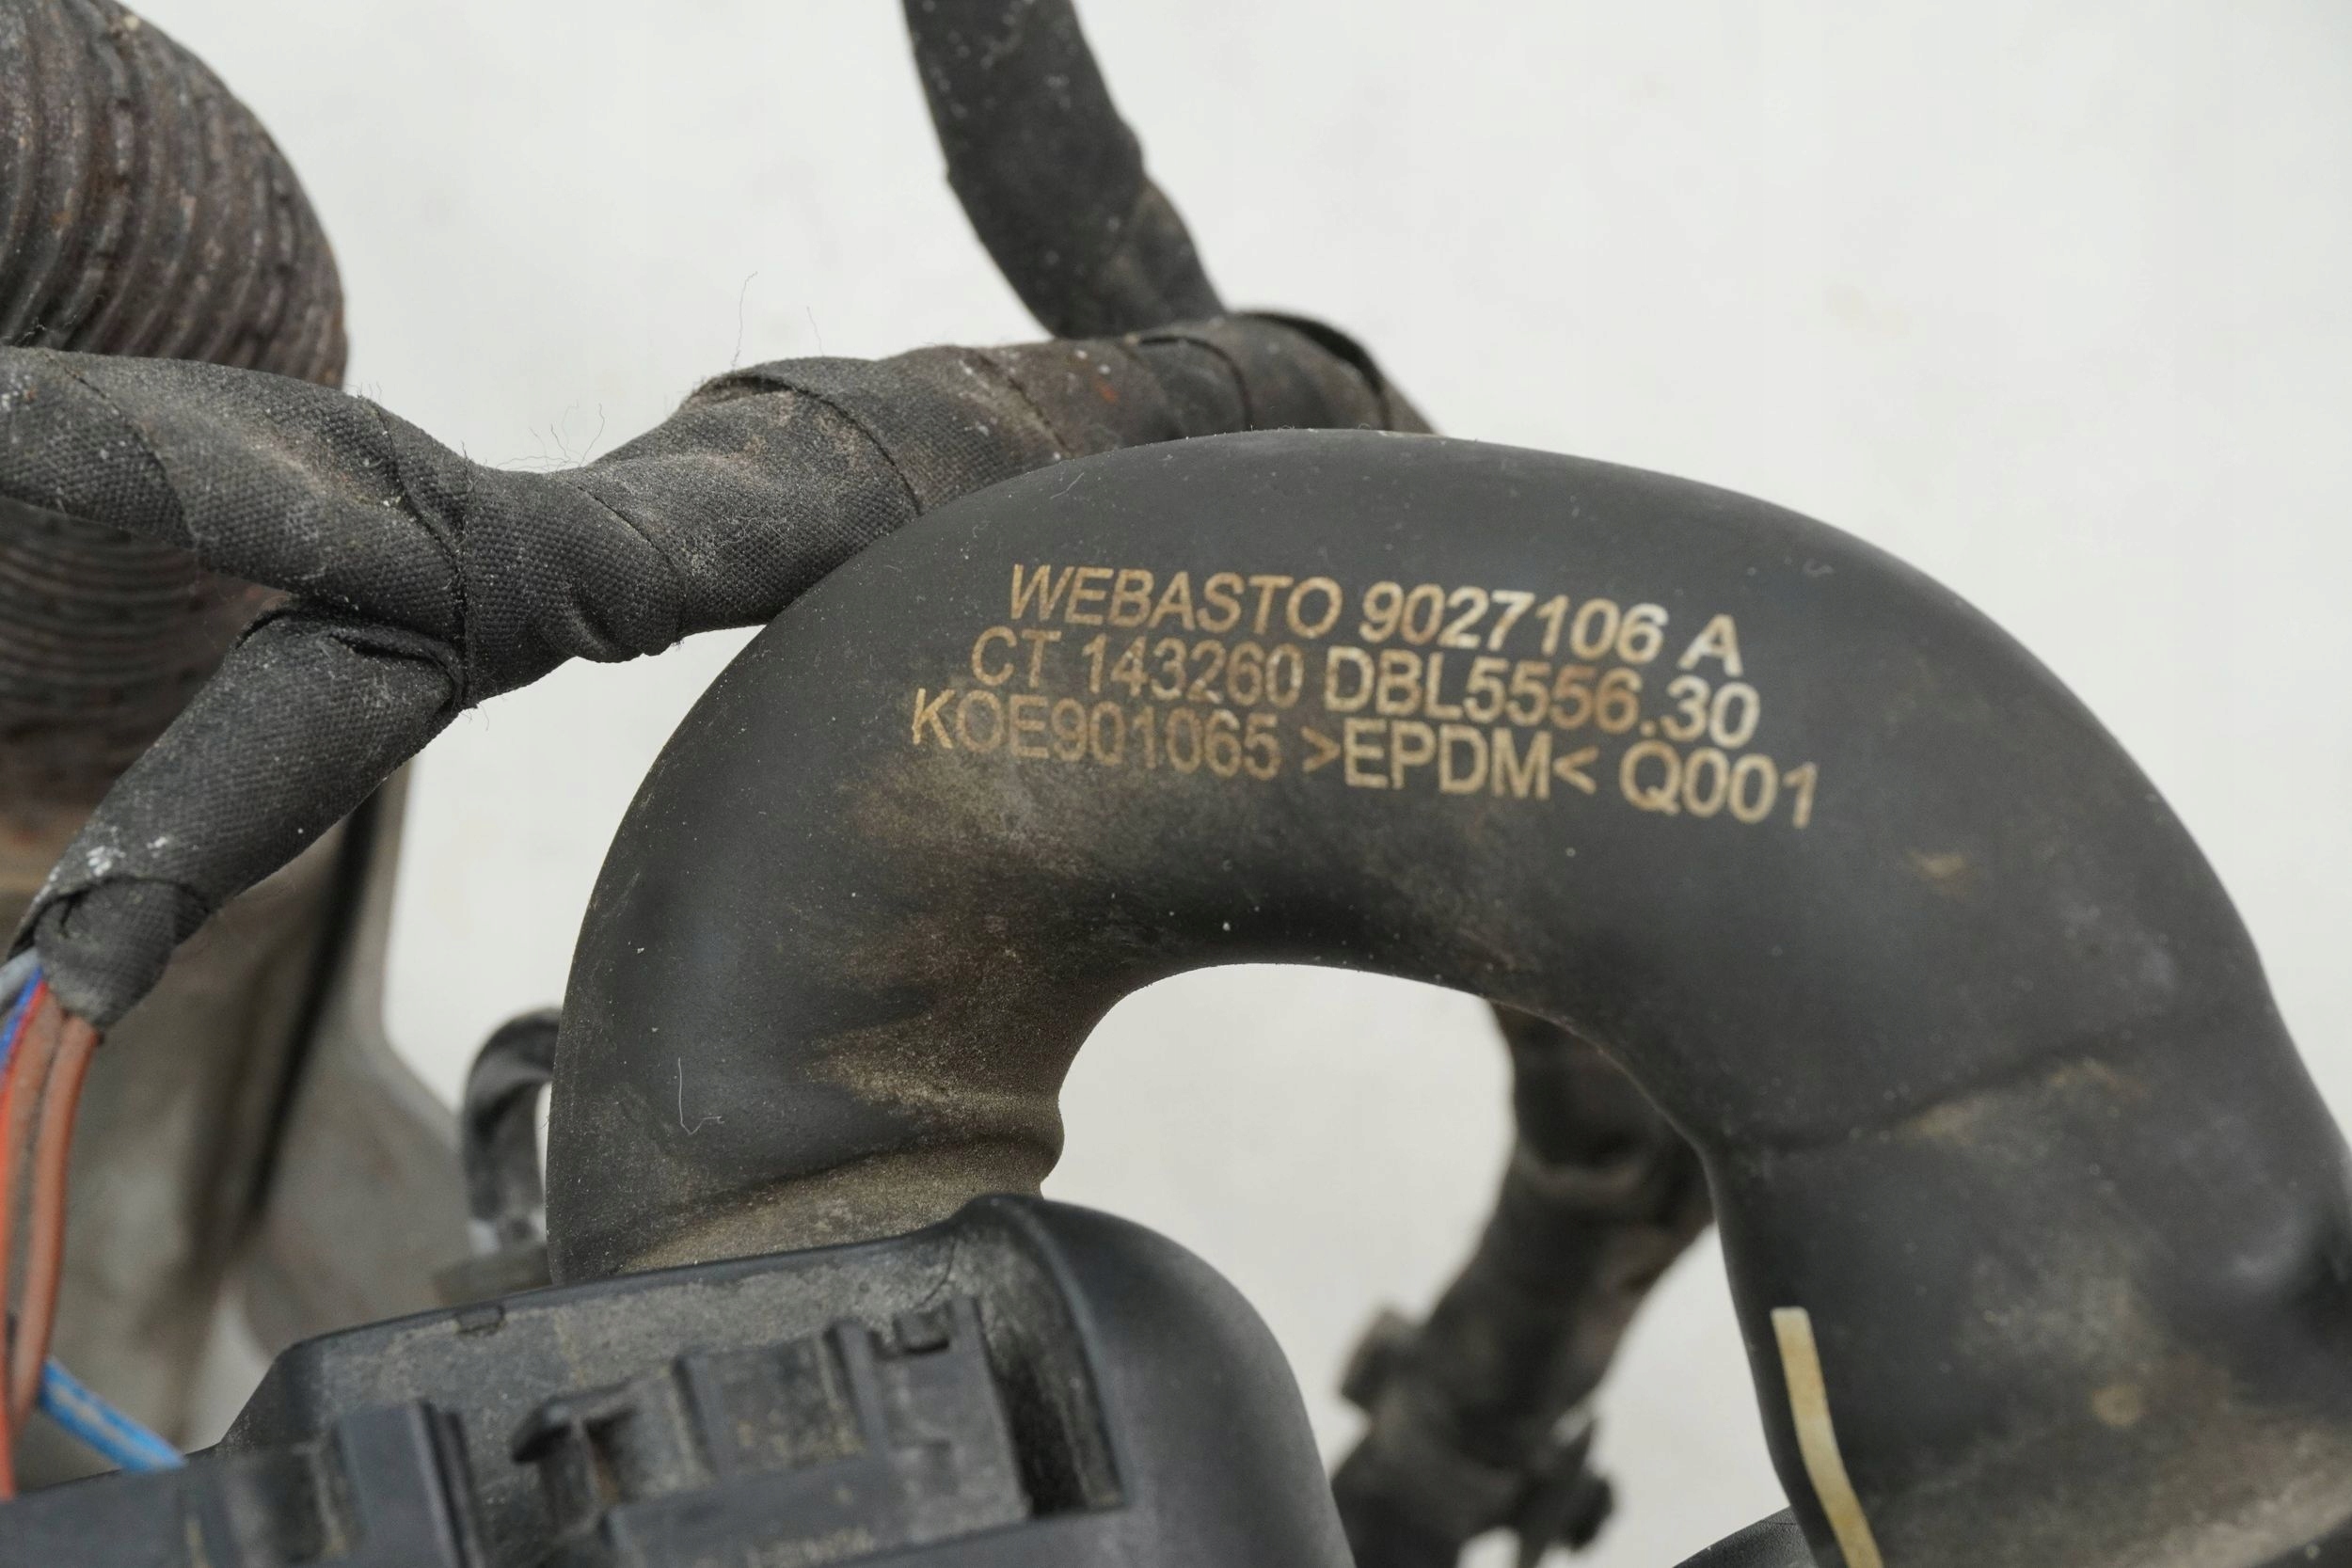 WEBASTO 9027106 A
CT 143260 DBL5556.30
KOE901065 >EPDM< Q001